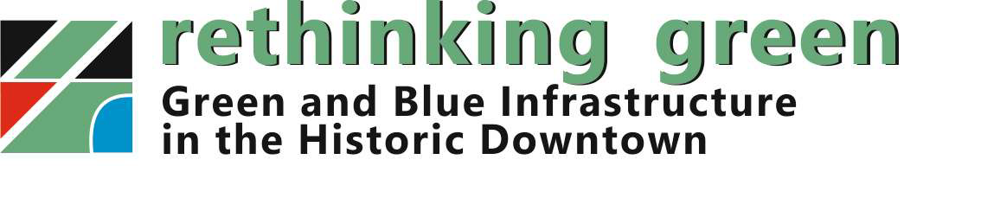 rethinking green
Green and Blue Infrastructure
in the Historic Downtown